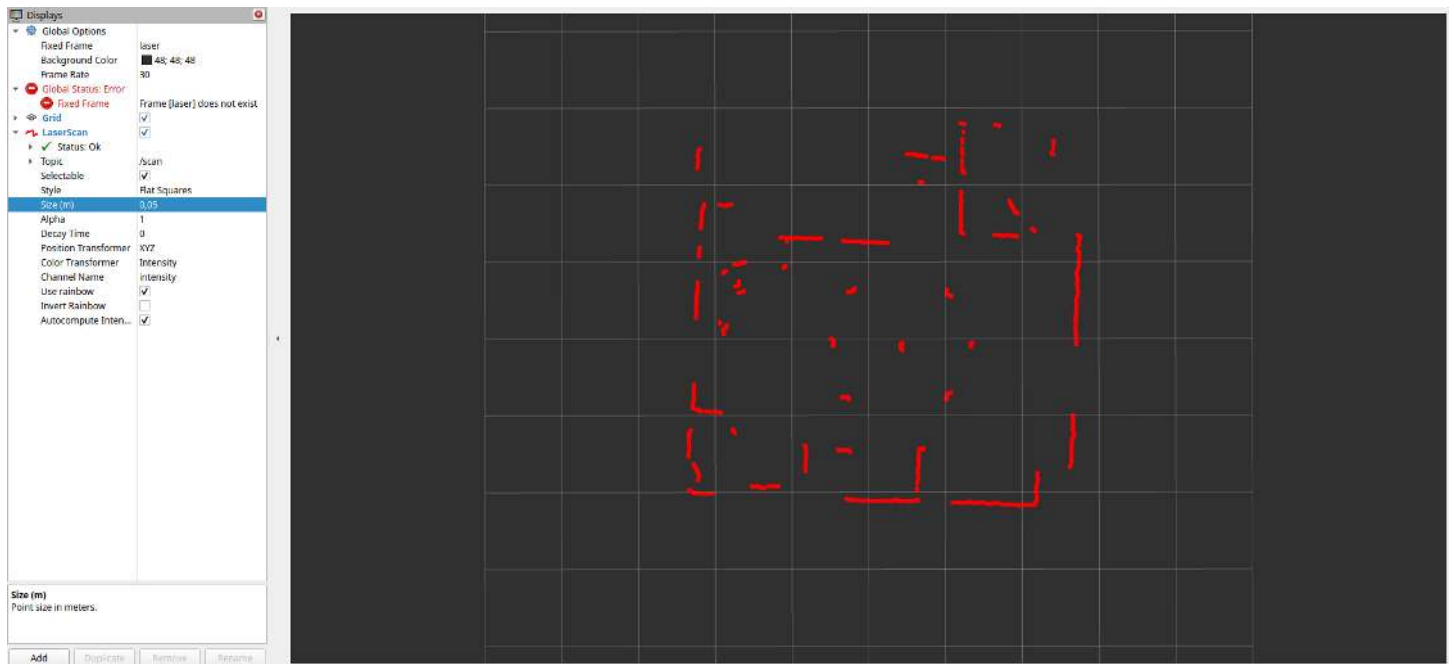 Displays
Global Options
Fixed Frame laser
Background Color 48; 48; 48
Frame Rate 30
Global Status: Error
Fixed Frame Frame [laser] does not exist
Grid
LaserScan
Status: Ok
Topic /scan
Selectable
Style Flat Squares
Size (m) 0,05
Alpha 1
Decay Time 0
Position Transformer XYZ
Color Transformer Intensity
Channel Name intensity
Use rainbow
Invert Rainbow
Autocompute Inten...
Size (m)
Point size in meters.
Add Duplicate Remove Rename